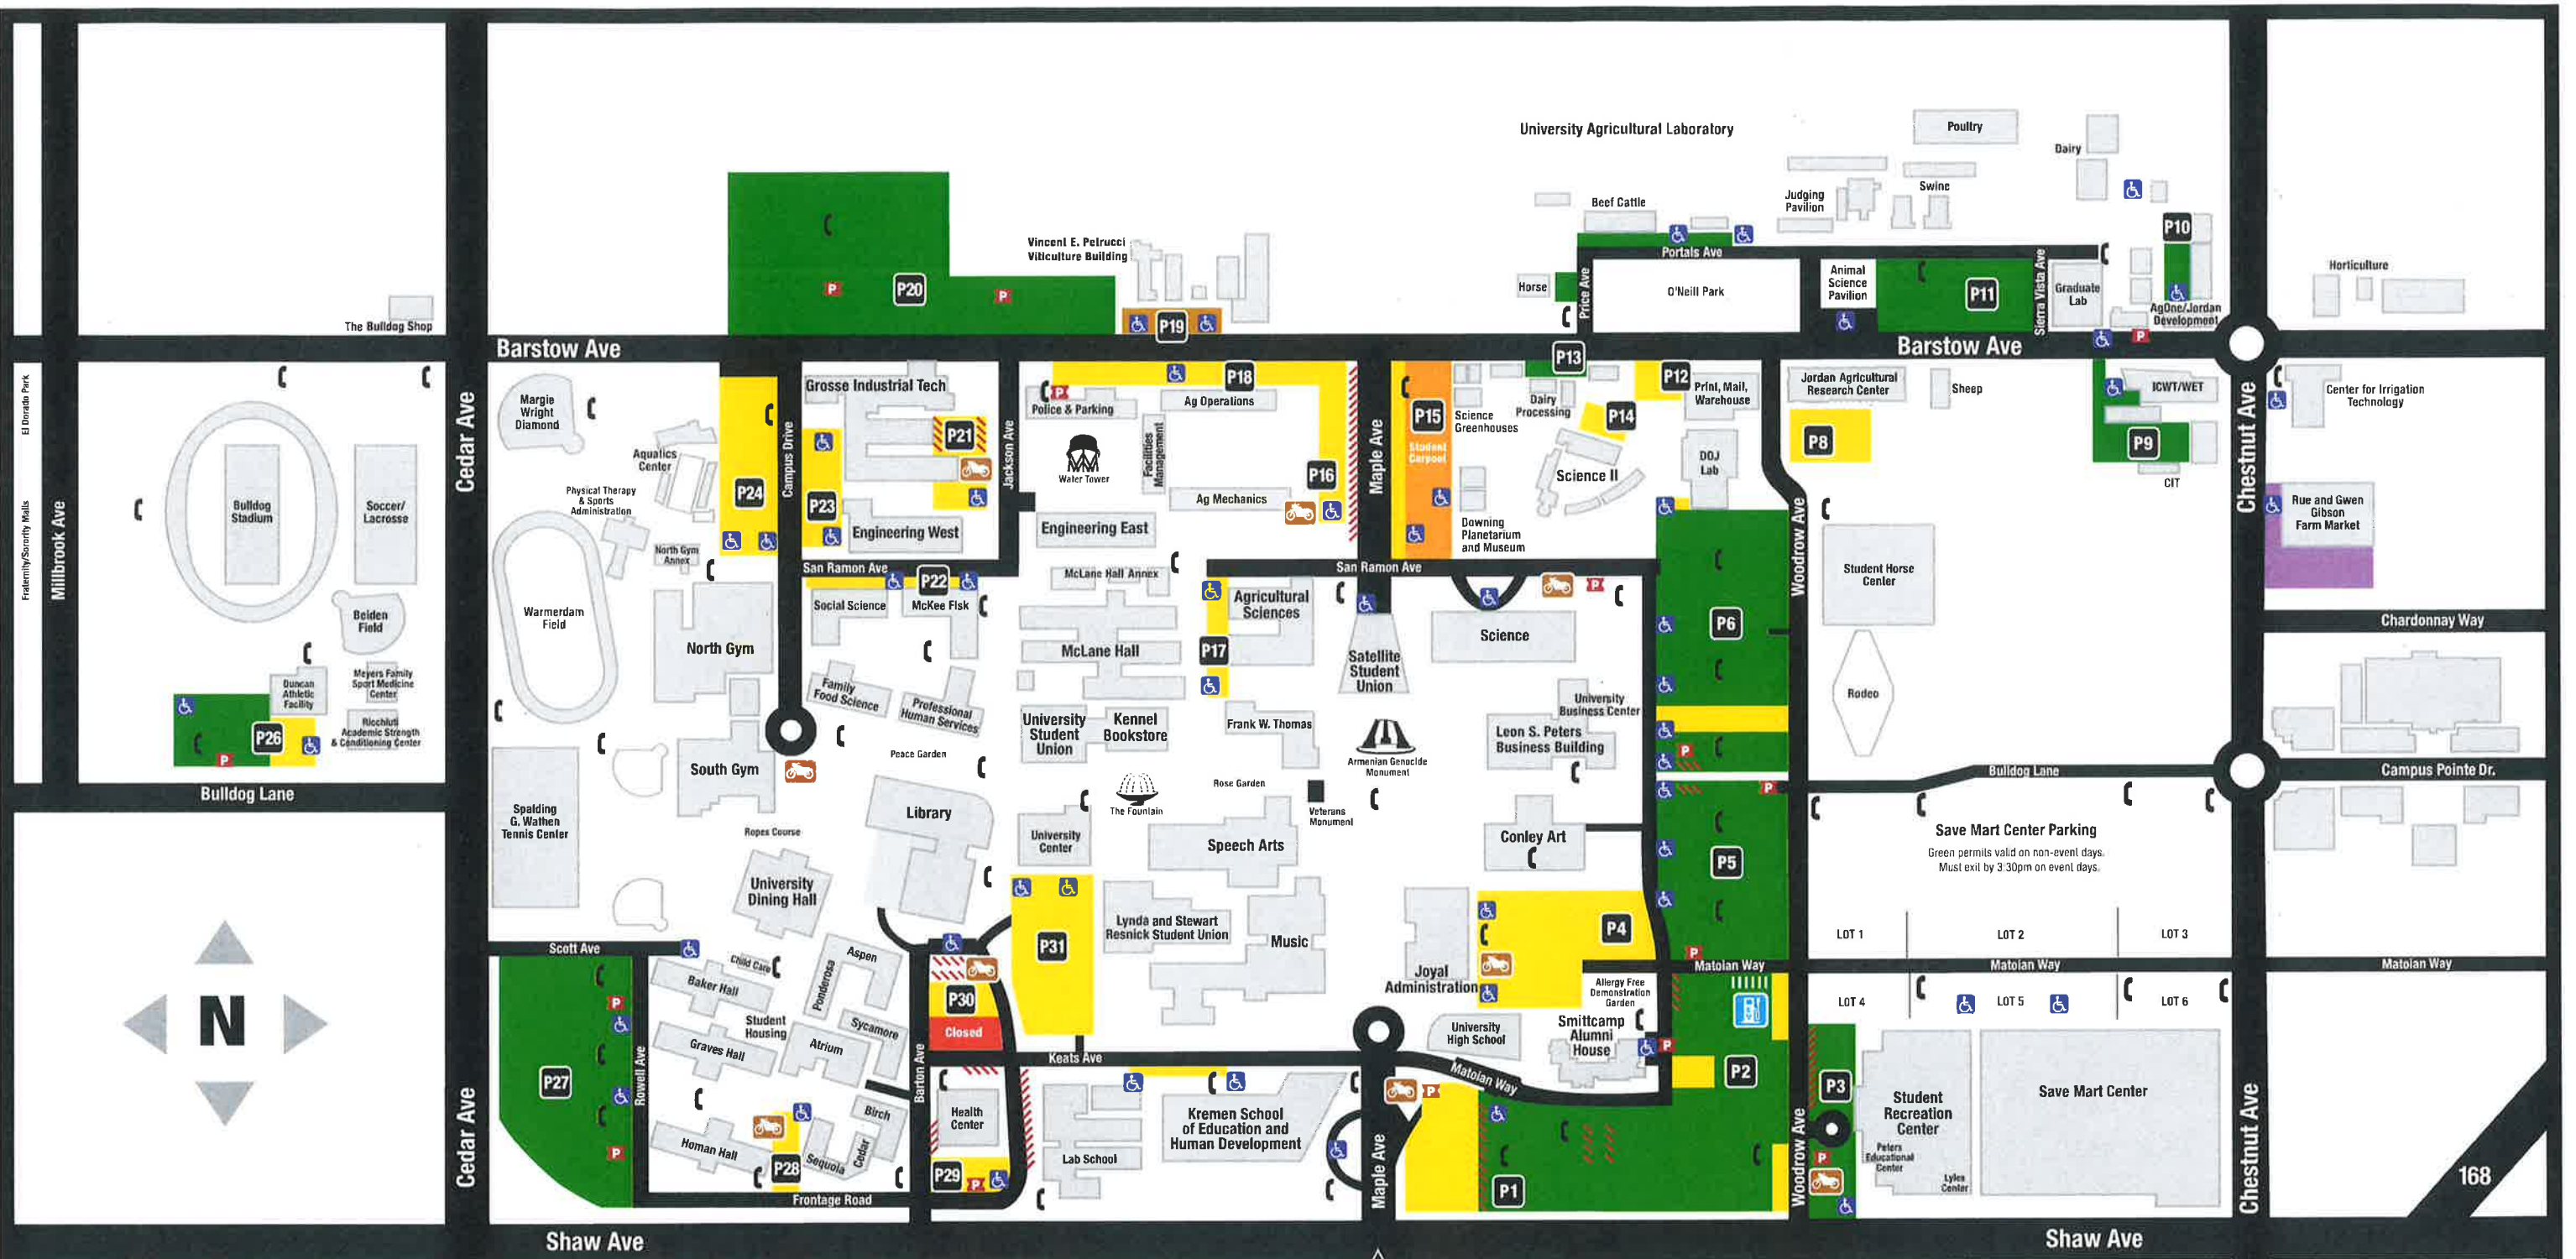 University Agricultural Laboratory
Poultry
Dairy
Swine
Judging
Pavilion
Beef Cattle
P10
Vincent E. Petrucci
Viticulture Building
Portals Ave
Horticulture
P20
P
P
Horse
Price Ave
O'Neill Park
Animal
Science
Pavilion
P11
Sierra Vista Ave
Graduate
Lab
AgOne/Jordan
Development
P
The Bulldog Shop
P19
Barstow Ave
P13
Barstow Ave
El Dorado Park
Fraternity/Sorority Malls
Millbrook Ave
Cedar Ave
Margie
Wright
Diamond
Grosse Industrial Tech
P
Police & Parking
P18
Ag Operations
P15
Student
Carpool
Science
Greenhouses
Dairy
Processing
P12
Print, Mail,
Warehouse
P14
Jordan Agricultural
Research Center
Sheep
P8
ICWT/WET
P9
CIT
Chestnut Ave
Center for Irrigation
Technology
Bulldog
Stadium
Soccer/
Lacrosse
Aquatics
Center
Physical Therapy
& Sports
Administration
P24
Campus Drive
P23
P21
Jackson Ave
Water Tower
Facilities
Management
P16
Maple Ave
Science II
DOJ
Lab
Woodrow Ave
Rue and Gwen
Gibson
Farm Market
Ag Mechanics
Engineering West
Engineering East
Downing
Planetarium
and Museum
North Gym
Annex
San Ramon Ave
P22
McLane Hall Annex
San Ramon Ave
Student Horse
Center
Warmerdam
Field
Beiden
Field
Social Science
McKee Fisk
Agricultural
Sciences
P
Science
P6
Chardonnay Way
North Gym
McLane Hall
P17
Satellite
Student
Union
Rodeo
Duncan
Athletic
Facility
Meyers Family
Sport Medicine
Center
Ricchiuti
Academic Strength
& Conditioning Center
P26
P
Family
Food Science
Professional
Human Services
University
Student
Union
Kennel
Bookstore
Frank W. Thomas
University
Business Center
Leon S. Peters
Business Building
Armenian Genocide
Monument
P
Bulldog Lane
South Gym
Peace Garden
Rose Garden
P
Bulldog Lane
Campus Pointe Dr.
Spalding
G. Wathen
Tennis Center
Library
The Fountain
Veterans
Monument
Ropes Course
University
Center
Speech Arts
Conley Art
P5
Save Mart Center Parking
Green permits valid on non-event days.
Must exit by 3:30pm on event days.
University
Dining Hall
P31
Lynda and Stewart
Resnick Student Union
Music
P4
LOT 1
LOT 2
LOT 3
Scott Ave
Child Care
Aspen
Ponderosa
P
Matoian Way
Matoian Way
Matoian Way
Joyal
Administration
Allergy Free
Demonstration
Garden
Baker Hall
P
P30
Closed
LOT 4
LOT 5
LOT 6
N
Student
Housing
Sycamore
Graves Hall
Atrium
University
High School
Smittcamp
Alumni
House
P
EV
Keats Ave
P27
Rowell Ave
Barton Ave
Matoian Way
P2
P3
Student
Recreation
Center
Save Mart Center
Cedar Ave
Health
Center
Kremen School
of Education and
Human Development
P
Birch
Homan Hall
P28
Sequoia
Cedar
P
P29
P
Lab School
Maple Ave
P1
Woodrow Ave
P
Peters
Educational
Center
Lyles
Center
Chestnut Ave
168
Frontage Road
Shaw Ave
Shaw Ave